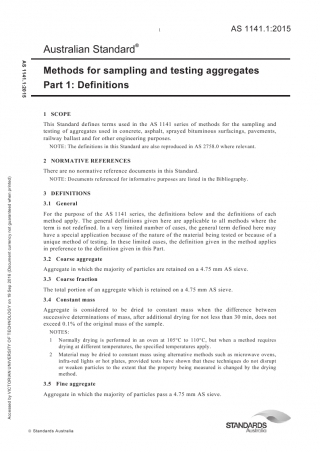 1
AS 1141.1:2015
Australian Standard®
Methods for sampling and testing aggregates
Part 1: Definitions
1 SCOPE
This Standard defines terms used in the AS 1141 series of methods for the sampling and
testing of aggregates used in concrete, asphalt, sprayed bituminous surfacings, pavements,
railway ballast and for other engineering purposes.
NOTE: The definitions in this Standard are also reproduced in AS 2758.0 where relevant.
2 NORMATIVE REFERENCES
There are no normative reference documents in this Standard.
NOTE: Documents referenced for informative purposes are listed in the Bibliography.
3 DEFINITIONS
3.1 General
For the purpose of the AS 1141 series, the definitions below and the definitions of each
method apply. The general definitions given here are applicable to all methods where the
term is not redefined. In a very limited number of cases, the general term defined here may
have a special application because of the nature of the material being tested or because of a
unique method of testing. In these limited cases, the definition given in the method applies
in preference to the definition given in this Part.
3.2 Coarse aggregate
Aggregate in which the majority of particles are retained on a 4.75 mm AS sieve.
3.3 Coarse fraction
The total portion of an aggregate which is retained on a 4.75 mm AS sieve.
3.4 Constant mass
Aggregate is considered to be dried to constant mass when the difference between
successive determinations of mass, after additional drying for not less than 30 min, does not
exceed 0.1% of the original mass of the sample.
NOTES:
1 Normally drying is performed in an oven at 105°C to 110°C, but when a method requires
drying at different temperatures, the specified temperatures apply.
2 Material may be dried to constant mass using alternative methods such as microwave ovens,
infra-red lights or hot plates, provided tests have shown that these techniques do not disrupt
or weaken particles to the extent that the property being measured is changed by the drying
method.
3.5 Fine aggregate
Aggregate in which the majority of particles pass a 4.75 mm AS sieve.
© Standards Australia
STANDARDS
Australia
AS 1141.1:2015
Accessed by VICTORIAN UNIVERSITY OF TECHNOLOGY on 16 Sep 2015 (Document currency not guaranteed when printed)